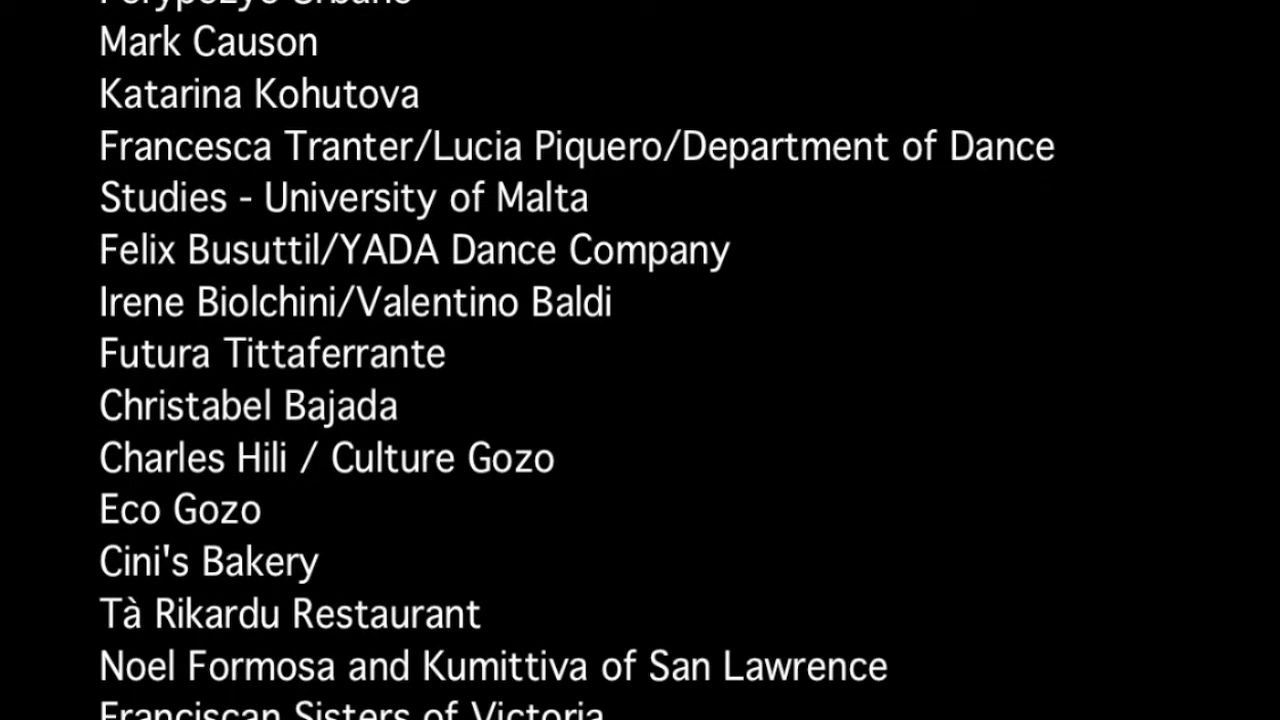 Mark Causon
Katarina Kohutova
Francesca Tranter/Lucia Piquero/Department of Dance
Studies - University of Malta
Felix Busuttil/YADA Dance Company
Irene Biolchini/Valentino Baldi
Futura Tittaferrante
Christabel Bajada
Charles Hili / Culture Gozo
Eco Gozo
Cini's Bakery
Tà Rikardu Restaurant
Noel Formosa and Kumittiva of San Lawrence
Franciscan Sisters of Victoria